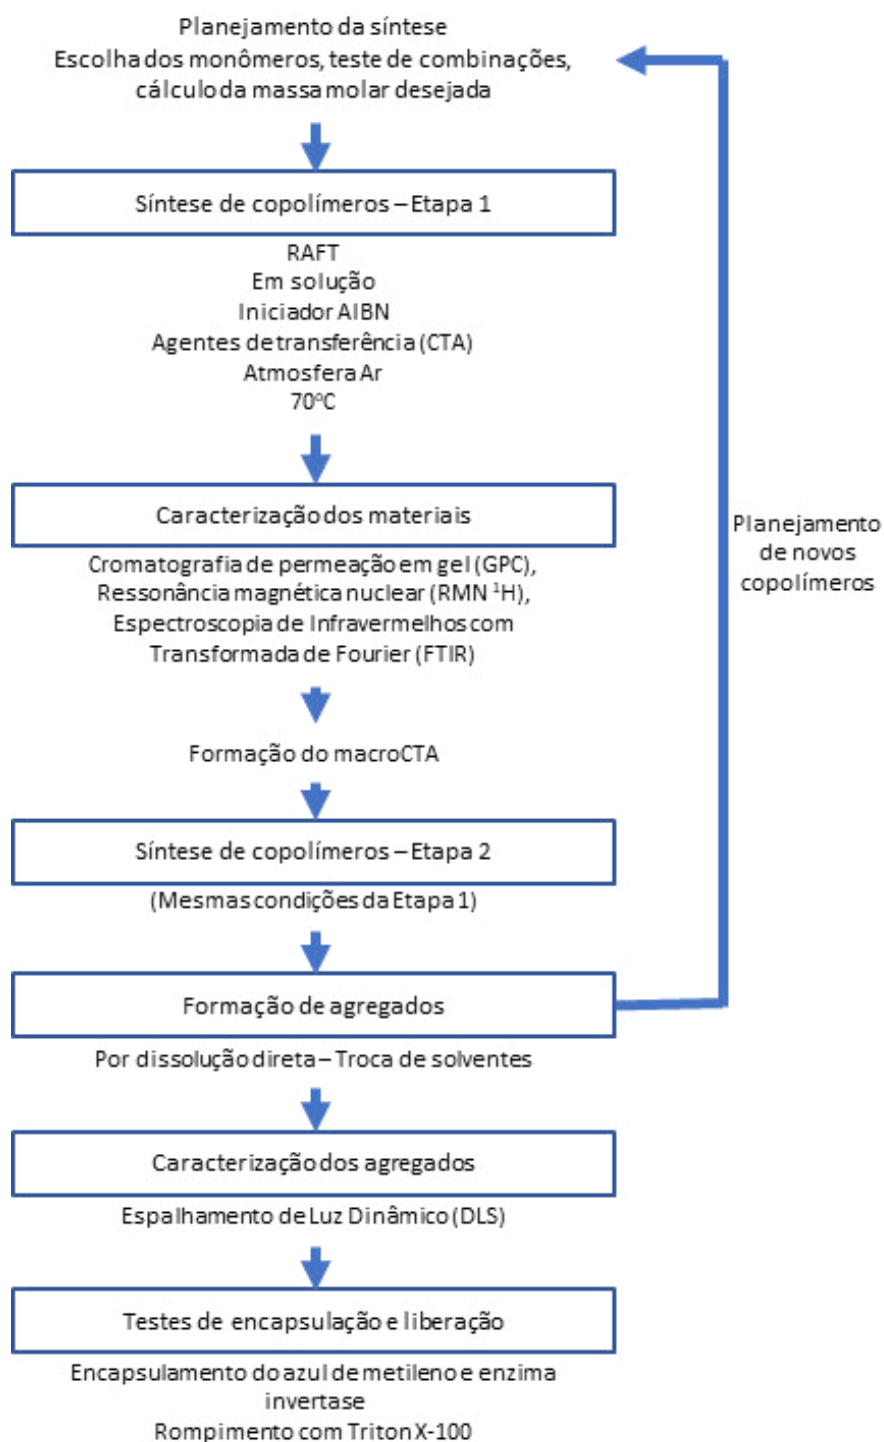 Planejamento da síntese
Escolha dos monômeros, teste de combinações,
cálculo da massa molar desejada
Síntese de copolímeros – Etapa 1
RAFT
Em solução
Iniciador AIBN
Agentes de transferência (CTA)
Atmosfera Ar
70°C
Caracterização dos materiais
Cromatografia de permeação em gel (GPC),
Ressonância magnética nuclear (RMN ¹H),
Espectroscopia de Infravermelhos com
Transformada de Fourier (FTIR)
Formação do macroCTA
Síntese de copolímeros – Etapa 2
(Mesmas condições da Etapa 1)
Formação de agregados
Por dissolução direta – Troca de solventes
Caracterização dos agregados
Espalhamento de Luz Dinâmico (DLS)
Testes de encapsulação e liberação
Encapsulamento do azul de metileno e enzima
invertase
Rompimento com Triton X-100
Planejamento
de novos
copolímeros